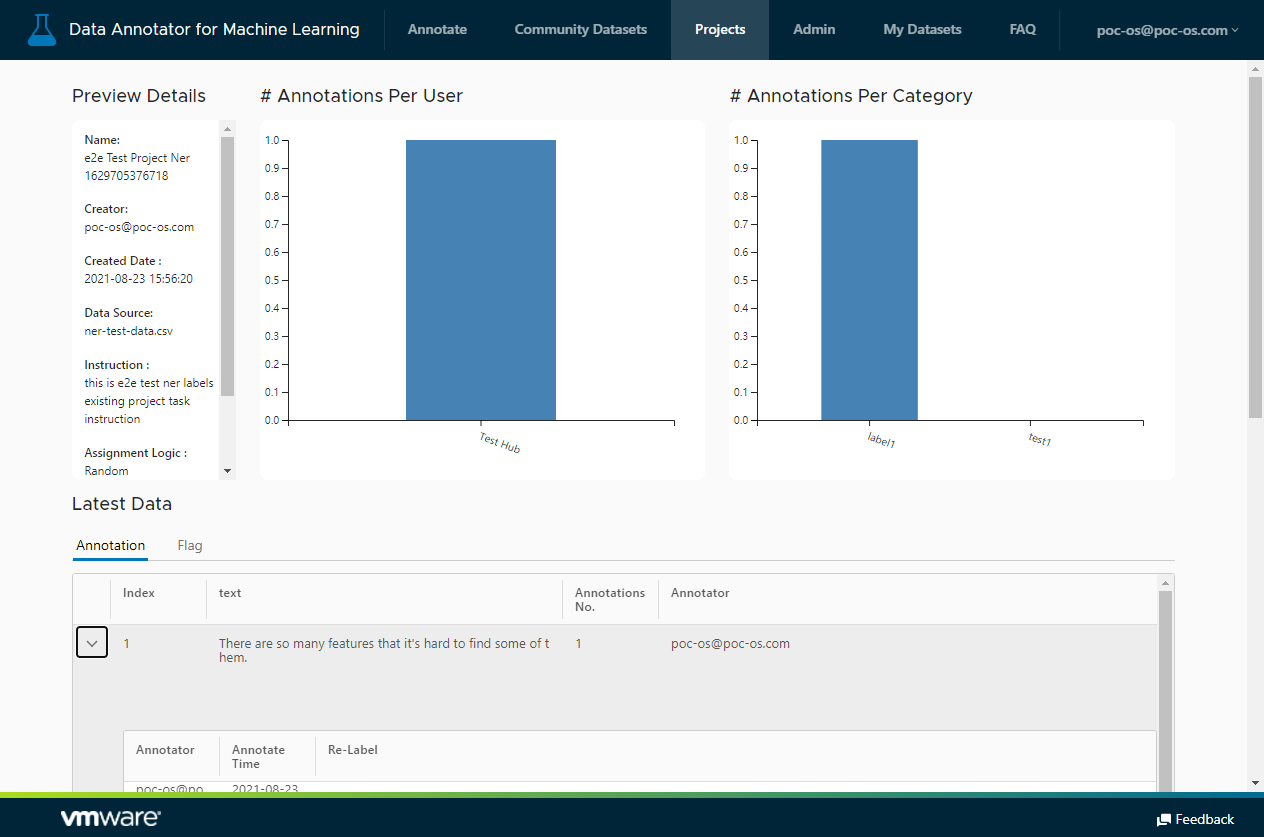 Data Annotator for Machine Learning
Annotate
Community Datasets
Projects
Admin
My Datasets
FAQ
poc-os@poc-os.com
Preview Details
# Annotations Per User
# Annotations Per Category
Name:
e2e Test Project Ner
1629705376718
Creator:
poc-os@poc-os.com
Created Date :
2021-08-23 15:56:20
Data Source:
ner-test-data.csv
Instruction :
this is e2e test ner labels
existing project task
instruction
Assignment Logic :
Random
1.0
0.9
0.8
0.7
0.6
0.5
0.4
0.3
0.2
0.1
0.0
Test Hub
1.0
0.9
0.8
0.7
0.6
0.5
0.4
0.3
0.2
0.1
0.0
label1
test1
Latest Data
Annotation
Flag
Index
text
Annotations
No.
Annotator
1
There are so many features that it's hard to find some of t
hem.
1
poc-os@poc-os.com
Annotator
Annotate
Time
Re-Label
poc-os@po
2021-08-23
vmware
Feedback